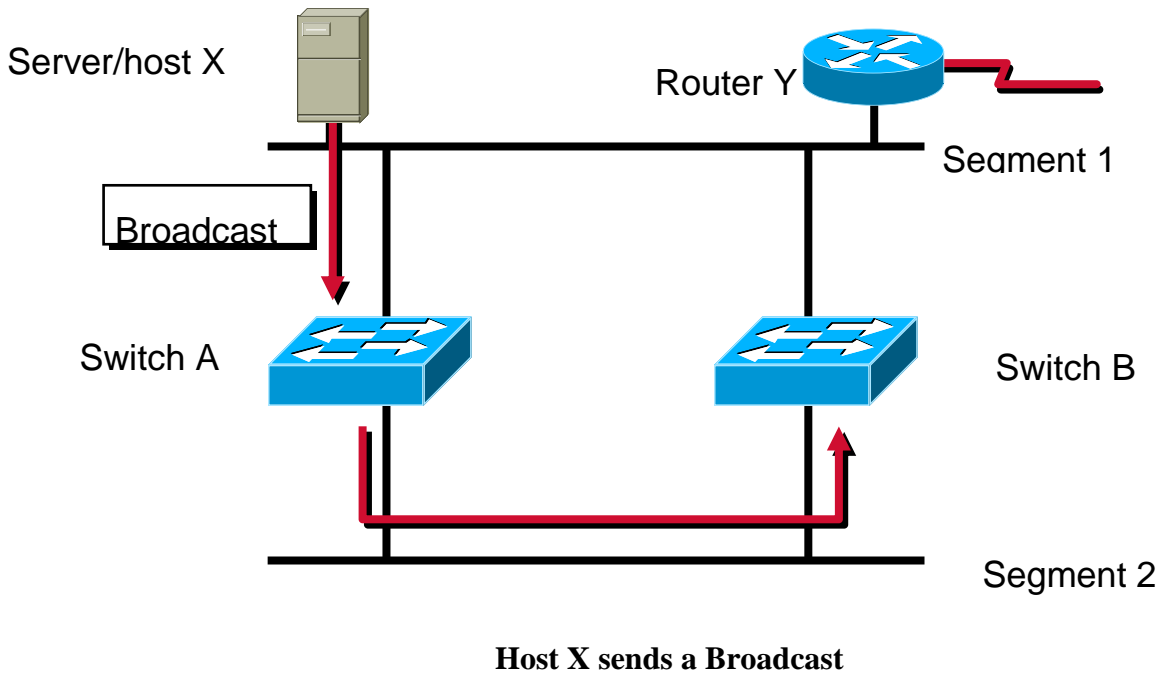 Server/host X
Router Y
Segment 1
Broadcast
Switch A
Switch B
Segment 2
Host X sends a Broadcast